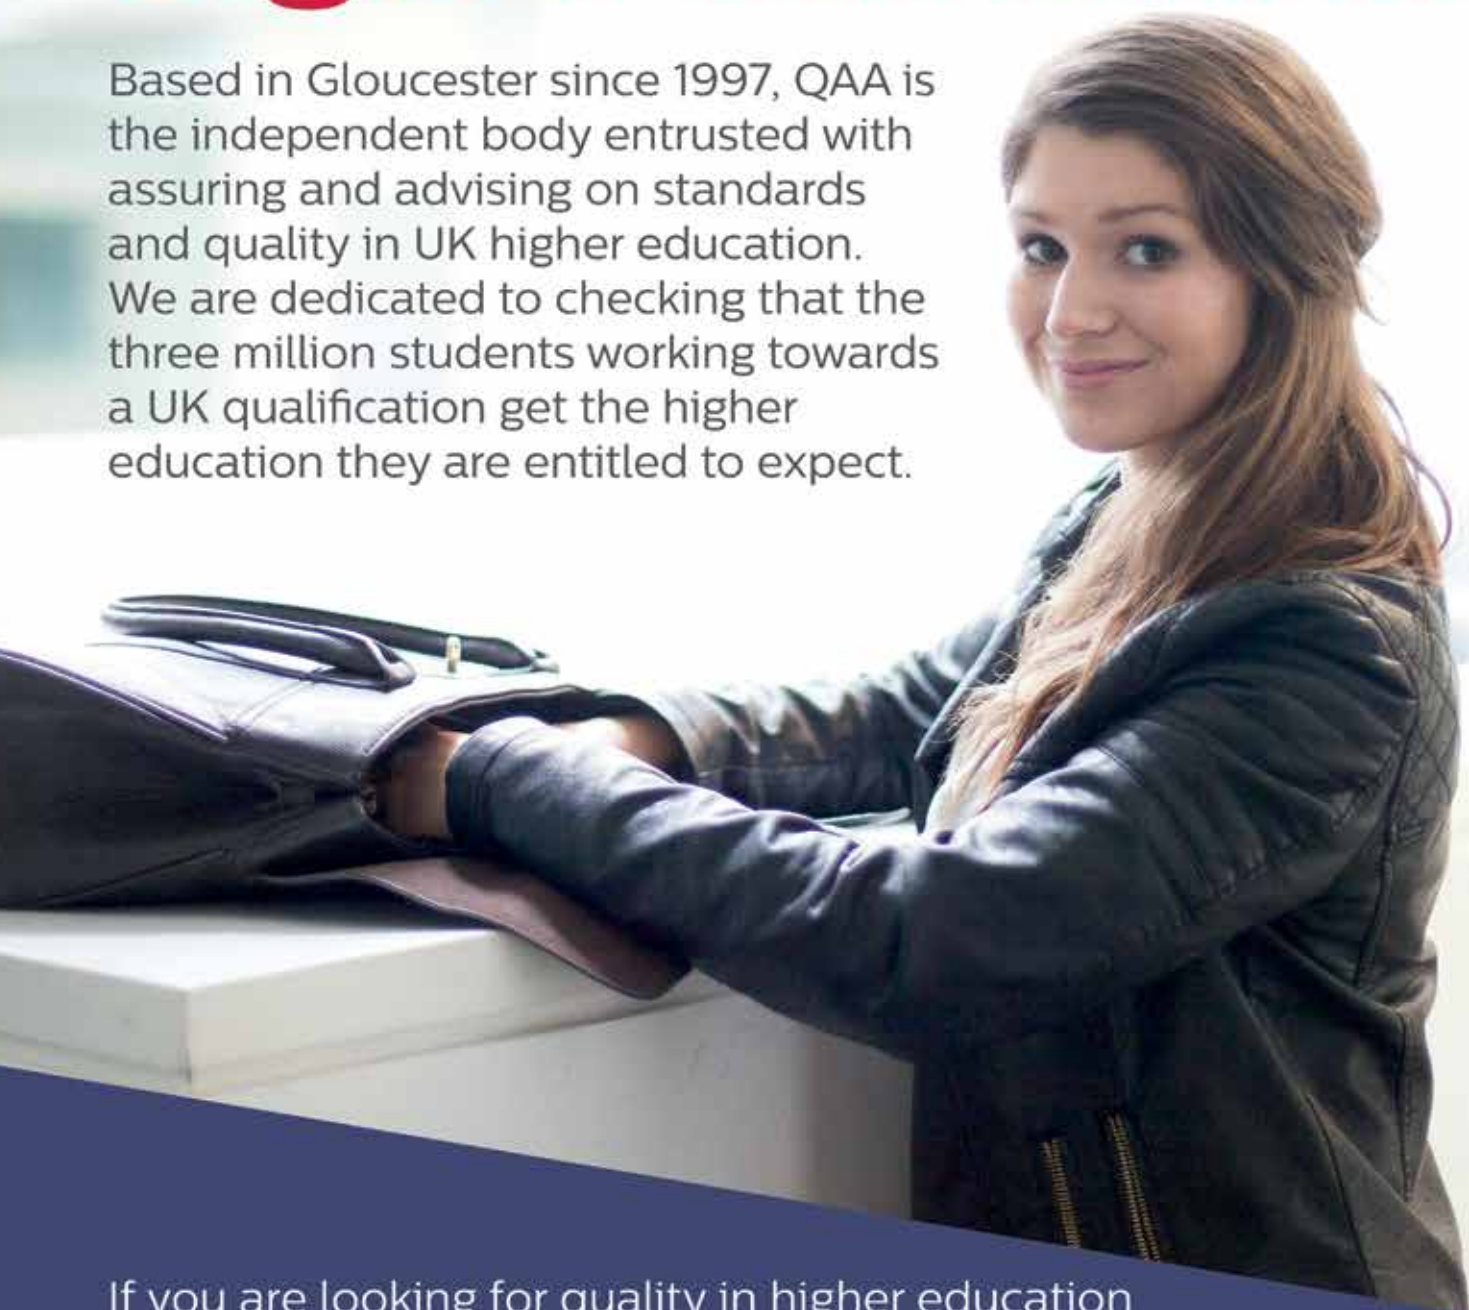 Based in Gloucester since 1997, QAA is
the independent body entrusted with
assuring and advising on standards
and quality in UK higher education.
We are dedicated to checking that the
three million students working towards
a UK qualification get the higher
education they are entitled to expect.
If you are looking for quality in higher education